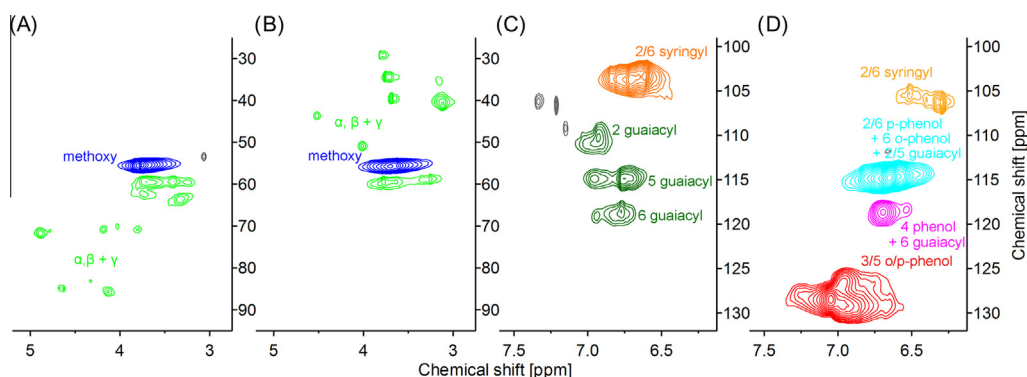 (A)
methoxy
α,β + γ
30
40
50
60
70
80
90
5
4
3
(B)
α, β + γ
methoxy
30
40
50
60
70
80
90
5
4
3
(C)
2/6 syringyl
2 guaiacyl
5 guaiacyl
6 guaiacyl
100
105
110
115
120
125
130
7.5
7.0
6.5
(D)
2/6 syringyl
2/6 p-phenol
+ 6 o-phenol
+ 2/5 guaiacyl
4 phenol
+ 6 guaiacyl
3/5 o/p-phenol
100
105
110
115
120
125
130
7.5
7.0
6.5
Chemical shift [ppm]
Chemical shift [ppm]